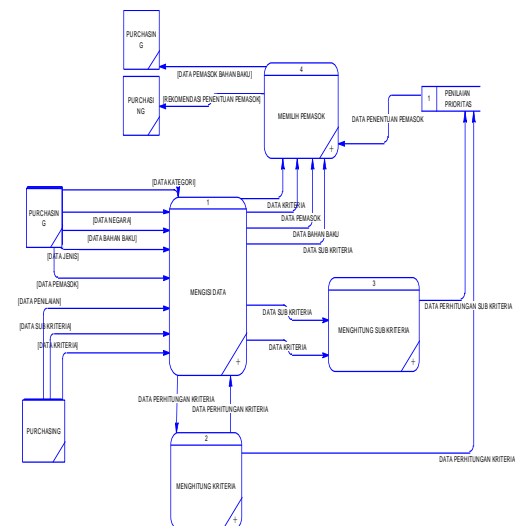 PURCHASIN
G
4
[DATA PEMASOK BAHAN BAKU]
PURCHASI
NG
[REKOMENDASI PENENTUAN PEMASOK]
MEMILIH PEMASOK
+
1
PENILAIAN
PRIORITAS
DATA PENENTUAN PEMASOK
[DATA KATEGORI]
PURCHASIN
G
1
DATA KRITERIA
[DATA NEGARA]
DATA PEMASOK
[DATA BAHAN BAKU]
DATA BAHAN BAKU
[DATA JENIS]
DATA SUB KRITERIA
[DATA PEMASOK]
MENGISI DATA
3
[DATA PENILAIAN]
DATA SUB KRITERIA
DATA PERHITUNGAN SUB KRITERIA
[DATA SUB KRITERIA]
MENGHITUNG SUB KRITERIA
[DATA KRITERIA]
DATA KRITERIA
+
+
DATA PERHITUNGAN KRITERIA
DATA PERHITUNGAN KRITERIA
PURCHASING
2
DATA PERHITUNGAN KRITERIA
MENGHITUNG KRITERIA
+